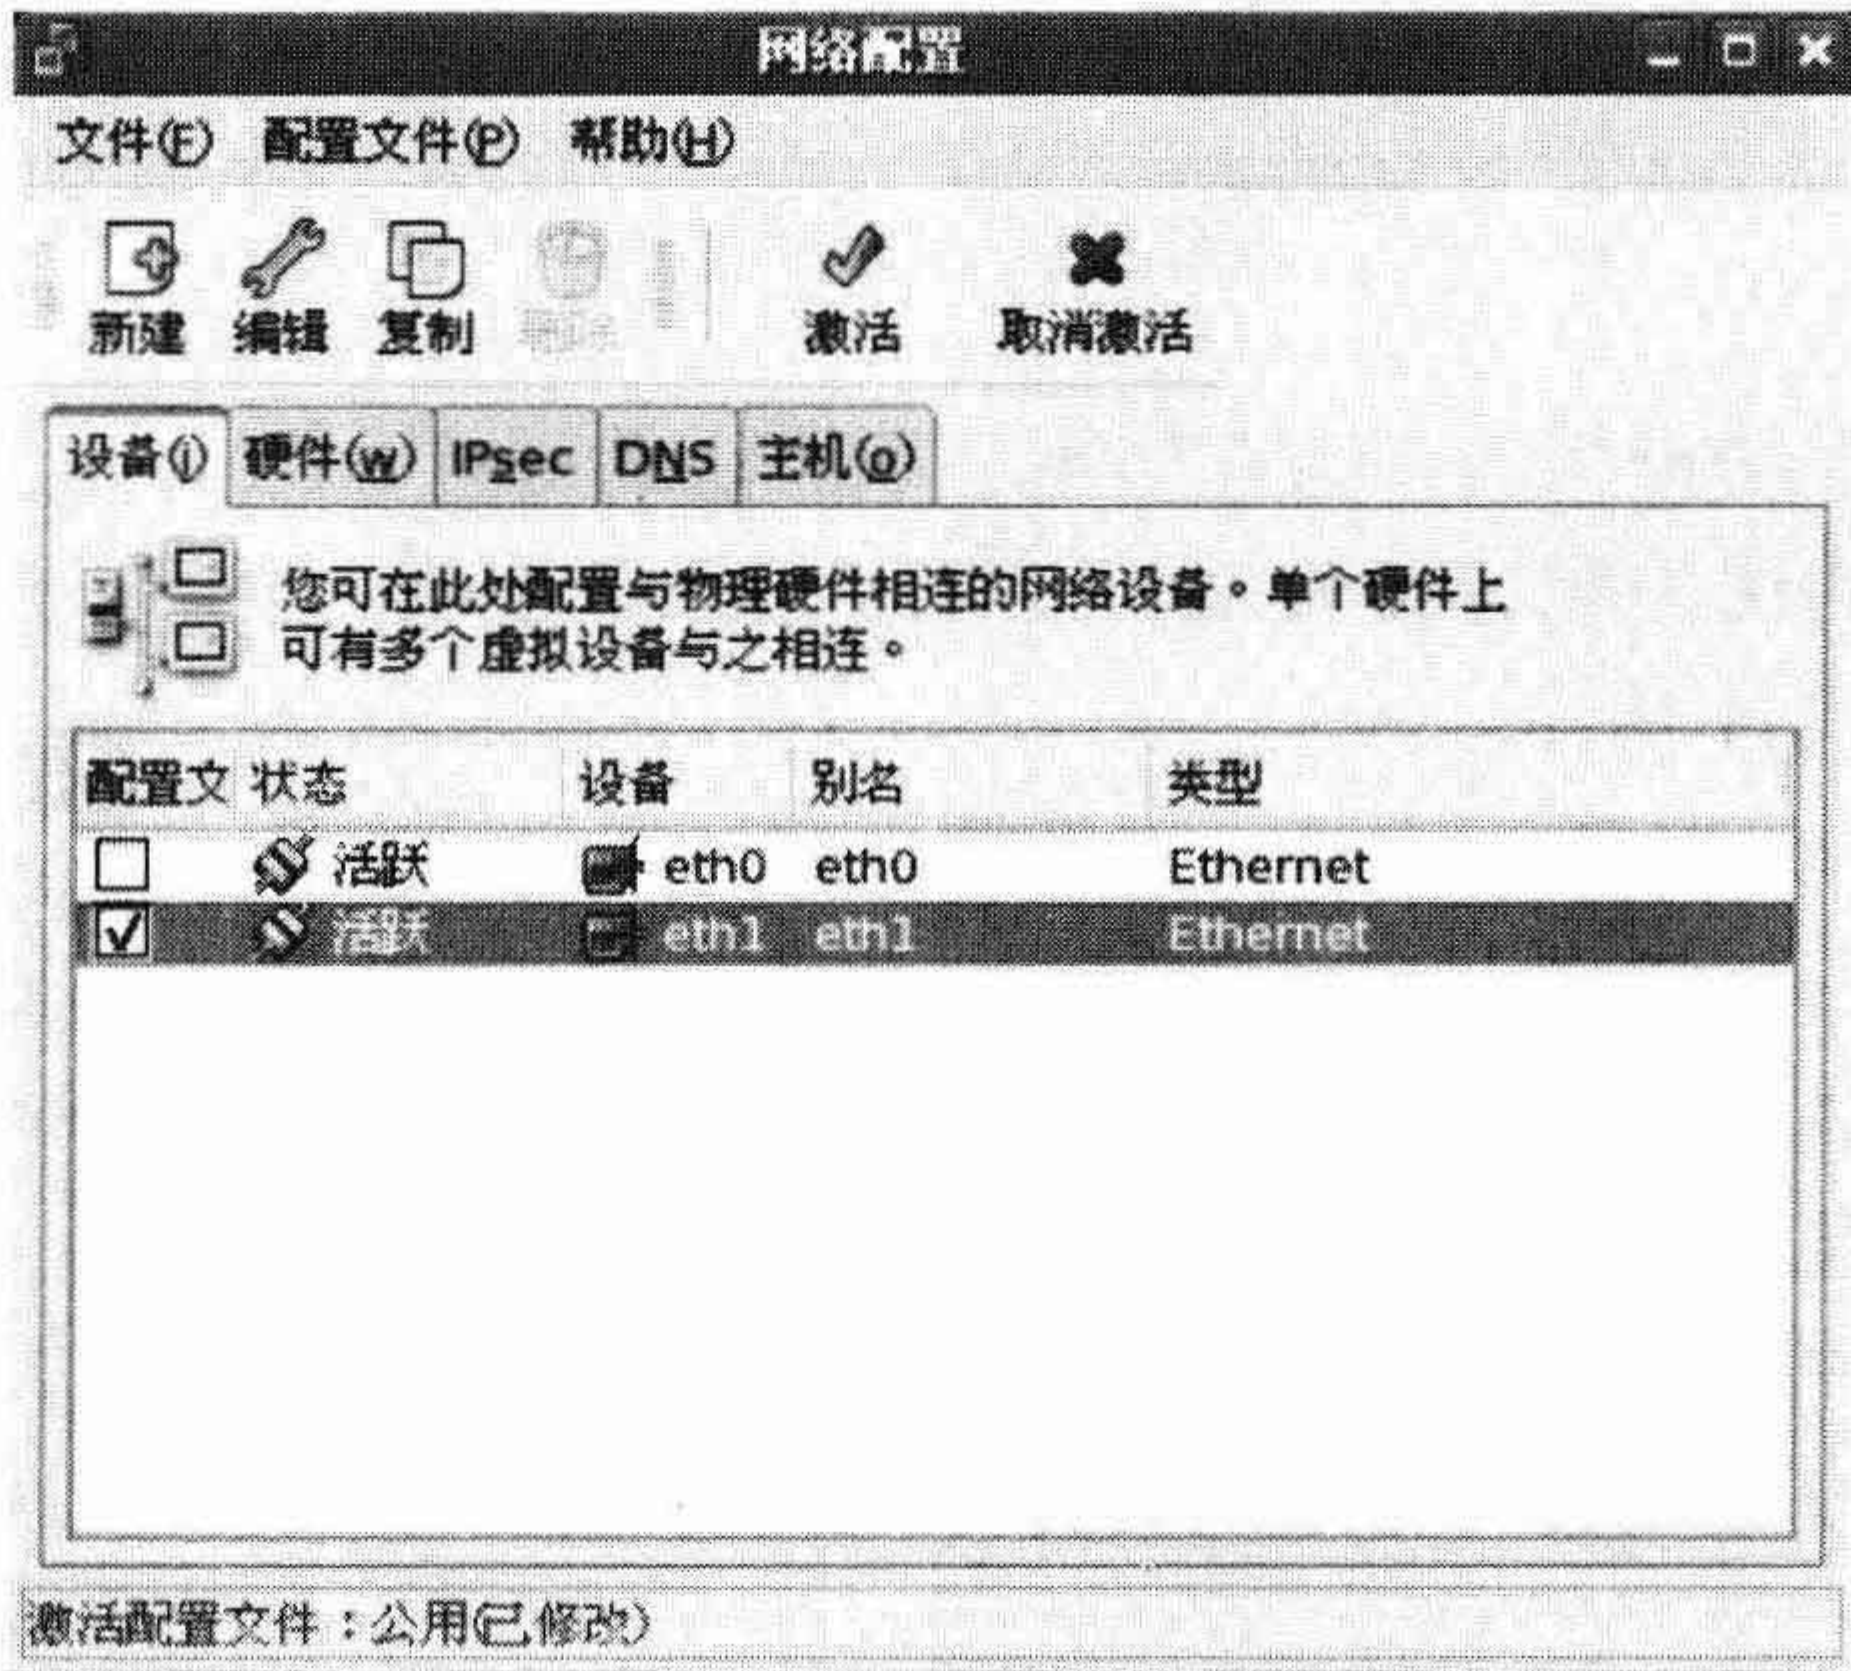 网络配置
文件(F) 配置文件(P) 帮助(H)
新建 编辑 复制 删除 激活 取消激活
设备(i) 硬件(w) IPsec DNS 主机(o)
您可在此处配置与物理硬件相连的网络设备。单个硬件上
可有多个虚拟设备与之相连。
配置文 状态 设备 别名 类型
活跃 eth0 eth0 Ethernet
活跃 eth1 eth1 Ethernet
激活配置文件：公用(已修改)